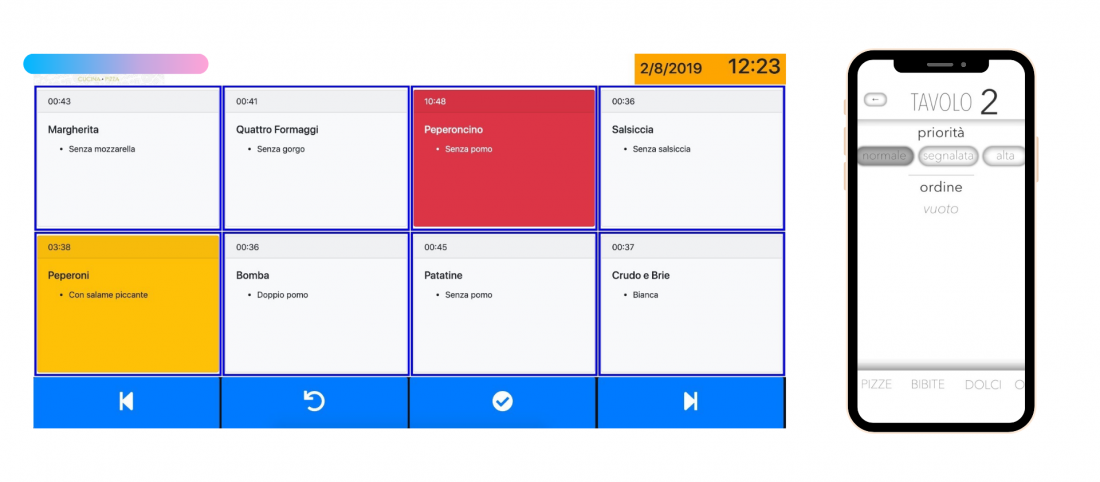 CUCINA • PIZZA
2/8/2019 12:23
00:43
Margherita
• Senza mozzarella
00:41
Quattro Formaggi
• Senza gorgo
10:48
Peperoncino
• Senza pomo
00:36
Salsiccia
• Senza salsiccia
03:38
Peperoni
• Con salame piccante
00:36
Bomba
• Doppio pomo
00:45
Patatine
• Senza pomo
00:37
Crudo e Brie
• Bianca
TAVOLO 2
priorità
normale segnalata alta
ordine
vuoto
PIZZE BIBITE DOLCI O